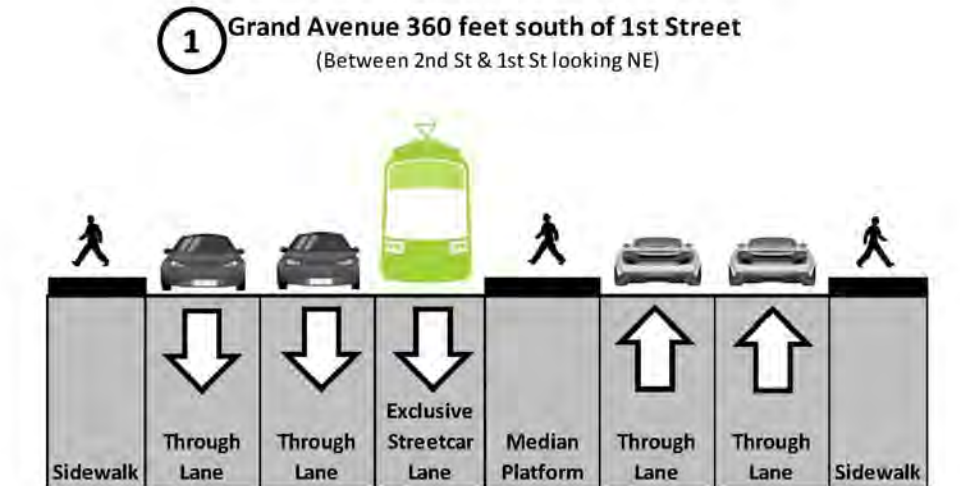 1
Grand Avenue 360 feet south of 1st Street
(Between 2nd St & 1st St looking NE)
Sidewalk
Through
Lane
Through
Lane
Exclusive
Streetcar
Lane
Median
Platform
Through
Lane
Through
Lane
Sidewalk